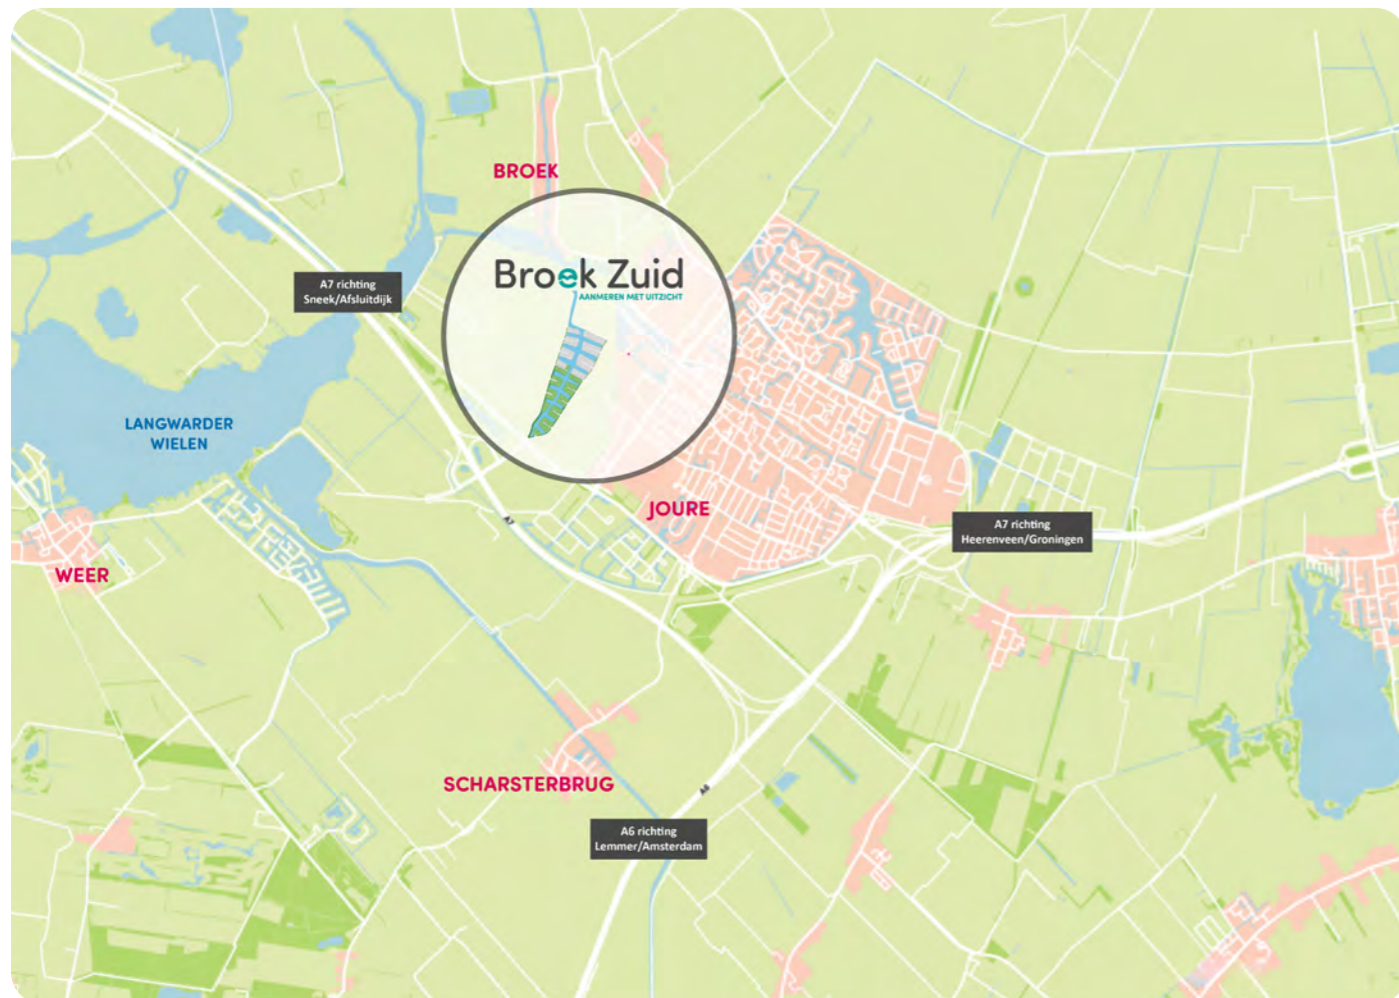 BROEK
Broek Zuid
AANMEREN MET UITZICHT
A7 richting
Sneek/Afsluitdijk
LANGWARDER
WIELEN
JOURE
A7
A7 richting
Heerenveen/Groningen
WEER
SCHARSTERBRUG
A6
A6 richting
Lemmer/Amsterdam